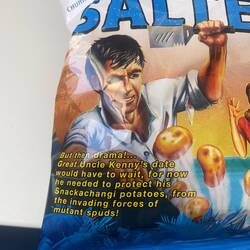 SALTE
But then drama!...
Great Uncle Kenny's date
would have to wait, for now
he needed to protect his
Snackachangi potatoes, from
the invading forces of
mutant spuds!